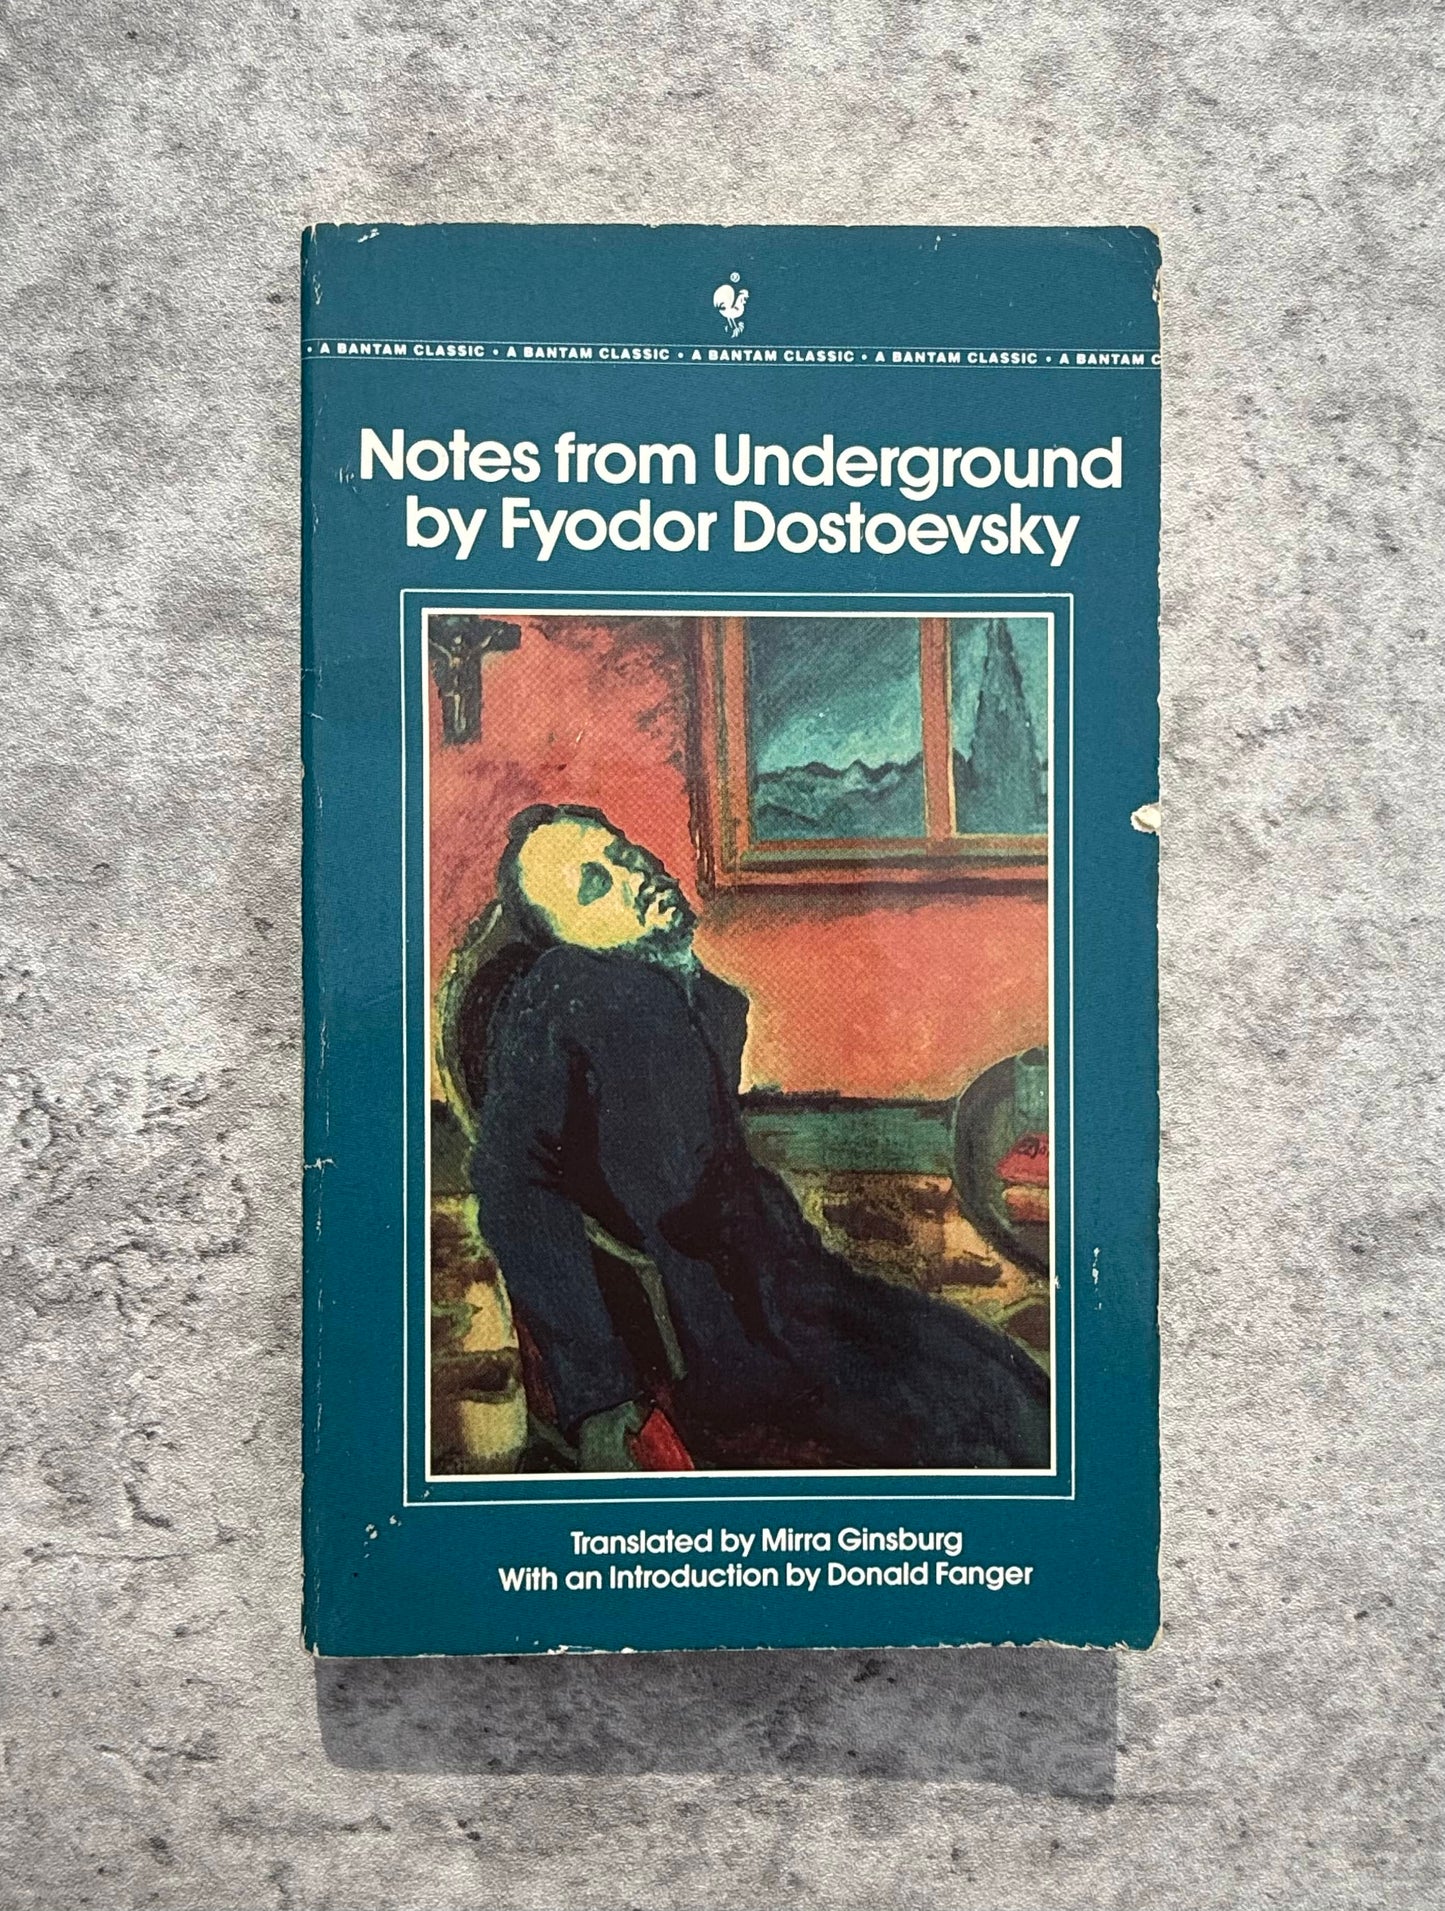 ®
• A BANTAM CLASSIC • A BANTAM CLASSIC • A BANTAM CLASSIC • A BANTAM CLASSIC • A BANTAM C
Notes from Underground
by Fyodor Dostoevsky
Translated by Mirra Ginsburg
With an Introduction by Donald Fanger